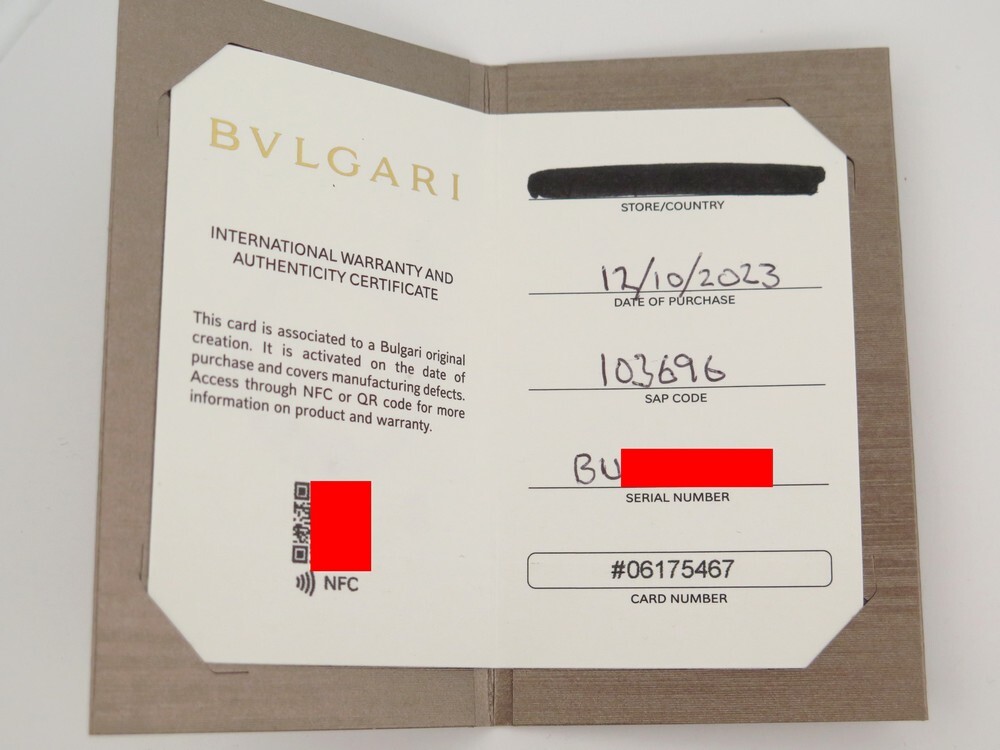 BVLGARI
INTERNATIONAL WARRANTY AND
AUTHENTICITY CERTIFICATE
This card is associated to a Bulgari original
creation. It is activated on the date of
purchase and covers manufacturing defects.
Access through NFC or QR code for more
information on product and warranty.
NFC
STORE/COUNTRY
12/10/2023
DATE OF PURCHASE
103696
SAP CODE
BU
SERIAL NUMBER
#06175467
CARD NUMBER